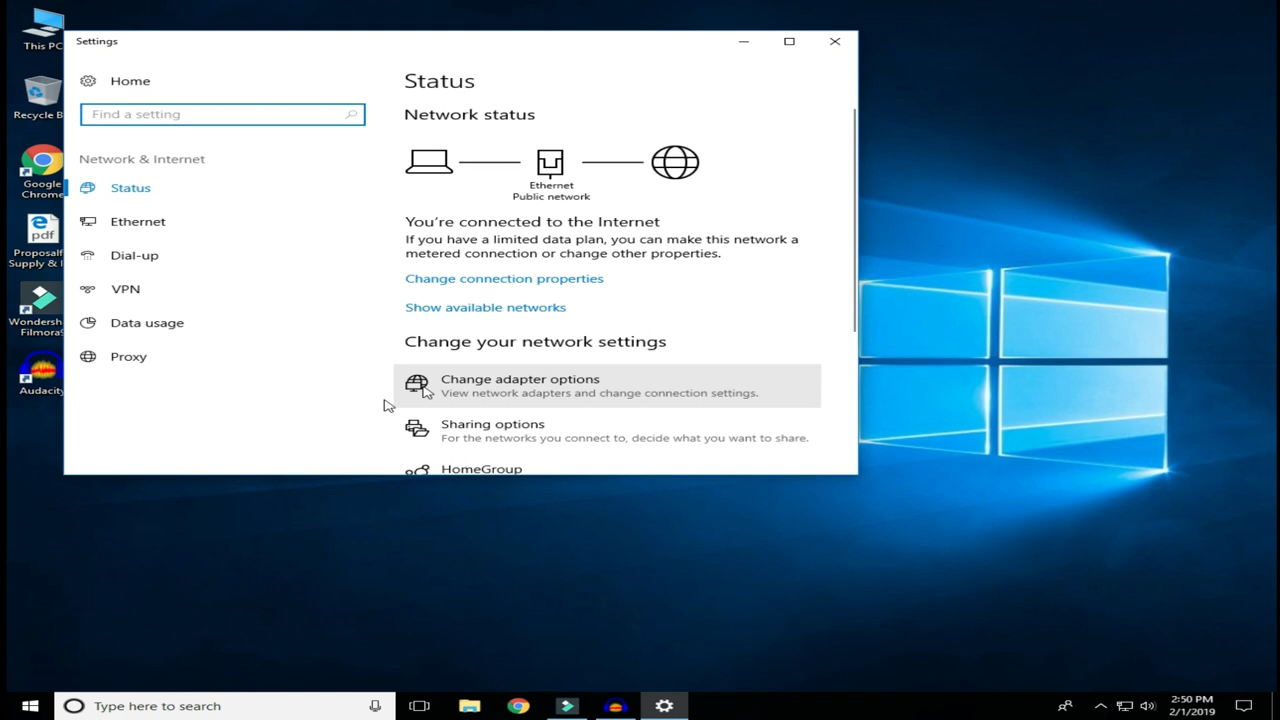 This PC
Recycle B
Google
Chrome
pdf
Proposalf
Supply & I
Wondersh
Filmora9
Audacity
Settings
Home
Find a setting
Network & Internet
Status
Ethernet
Dial-up
VPN
Data usage
Proxy
Status
Network status
Ethernet
Public network
You're connected to the Internet
If you have a limited data plan, you can make this network a
metered connection or change other properties.
Change connection properties
Show available networks
Change your network settings
Change adapter options
View network adapters and change connection settings.
Sharing options
For the networks you connect to, decide what you want to share.
HomeGroup
Type here to search
2:50 PM
2/1/2019